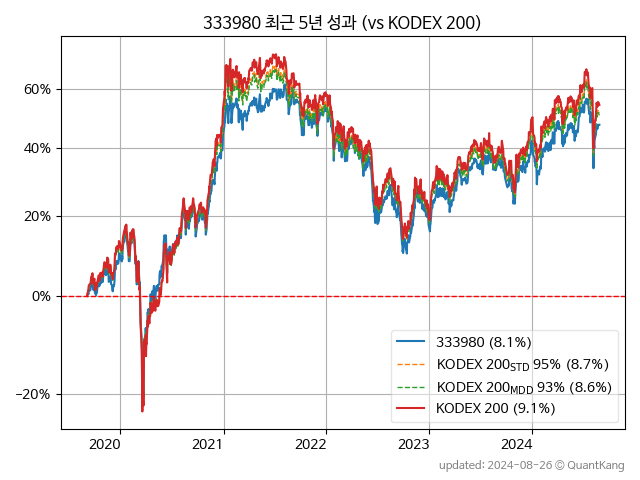 333980 최근 5년 성과 (vs KODEX 200)
60%
40%
20%
0%
−20%
333980 (8.1%)
KODEX 200STD 95% (8.7%)
KODEX 200MDD 93% (8.6%)
KODEX 200 (9.1%)
2020 2021 2022 2023 2024
updated: 2024-08-26 © QuantKang